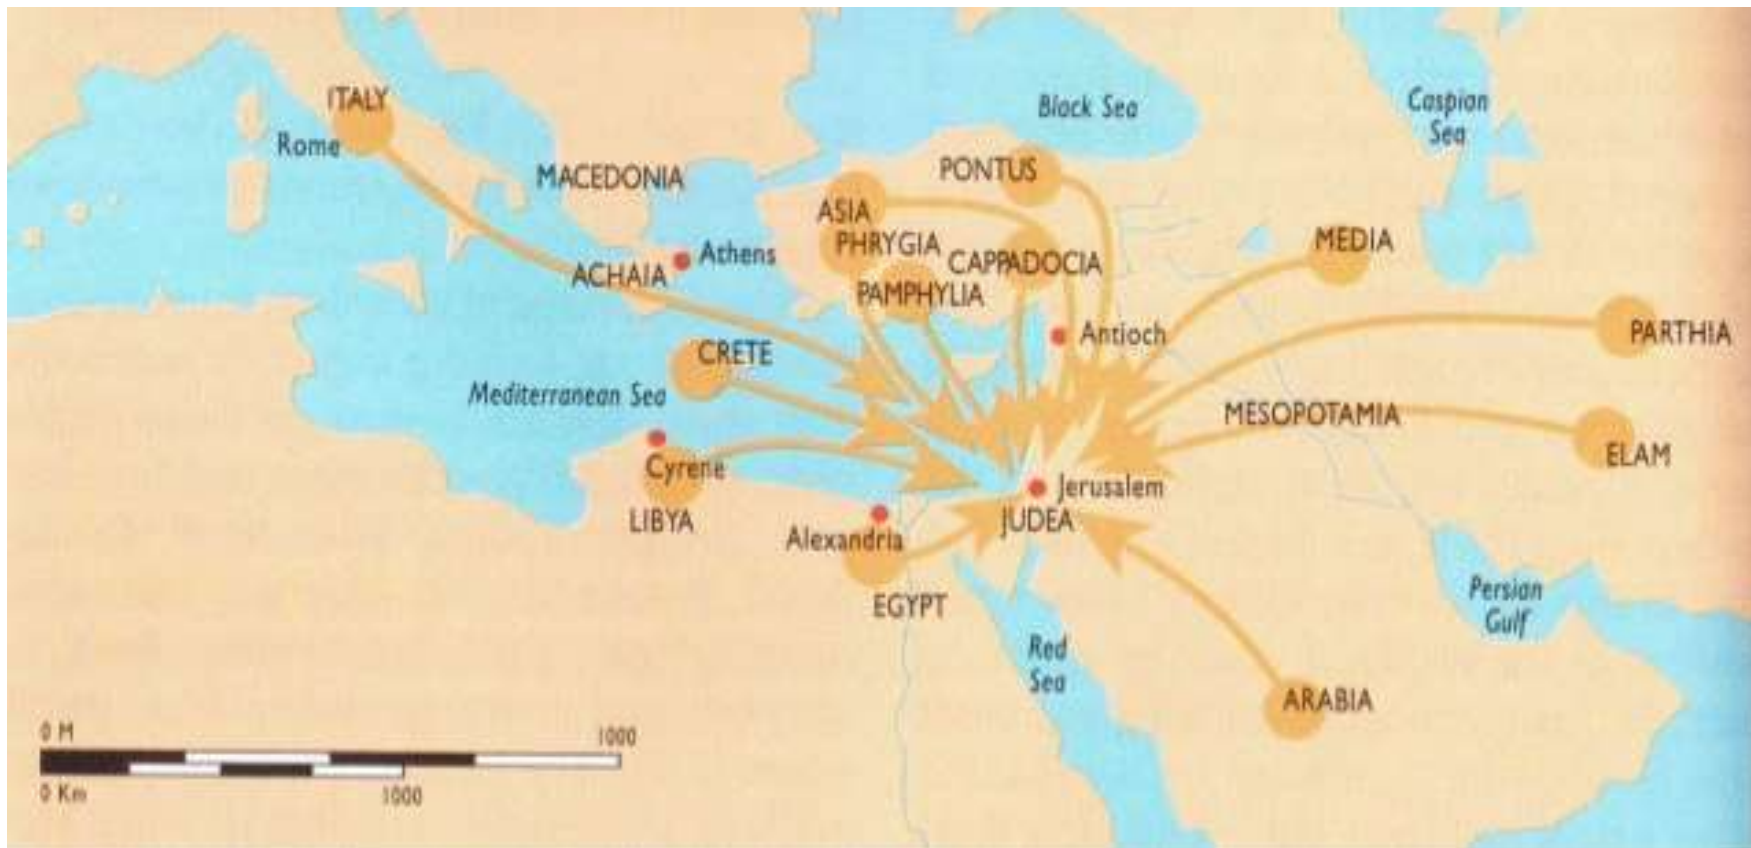 ITALY
Rome
MACEDONIA
ACHAIA
Athens
Black Sea
Caspian
Sea
PONTUS
ASIA
PHRYGIA
CAPPADOCIA
PAMPHYLIA
MEDIA
Antioch
PARTHIA
CRETE
Mediterranean Sea
MESOPOTAMIA
ELAM
Cyrene
LIBYA
Jerusalem
JUDEA
Alexandria
EGYPT
Persian
Gulf
Red
Sea
ARABIA
0 M 1000
0 Km 1000